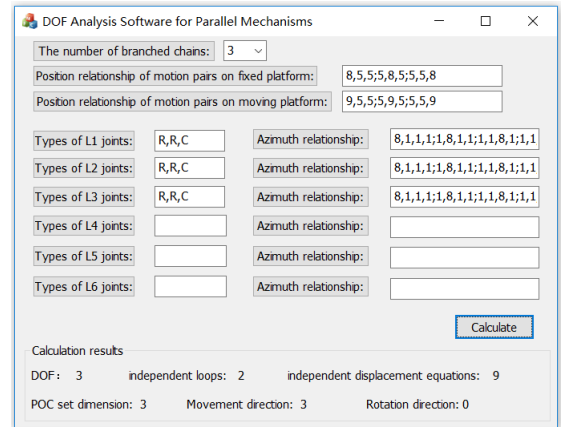 DOF Analysis Software for Parallel Mechanisms
The number of branched chains: 3
Position relationship of motion pairs on fixed platform: 8,5,5;5,8,5;5,5,8
Position relationship of motion pairs on moving platform: 9,5,5;5,9,5;5,5,9
Types of L1 joints: R,R,C Azimuth relationship: 8,1,1,1;1,8,1,1;1,1,8,1;1,1
Types of L2 joints: R,R,C Azimuth relationship: 8,1,1,1;1,8,1,1;1,1,8,1;1,1
Types of L3 joints: R,R,C Azimuth relationship: 8,1,1,1;1,8,1,1;1,1,8,1;1,1
Types of L4 joints: Azimuth relationship:
Types of L5 joints: Azimuth relationship:
Types of L6 joints: Azimuth relationship:
Calculate
Calculation results
DOF: 3 independent loops: 2 independent displacement equations: 9
POC set dimension: 3 Movement direction: 3 Rotation direction: 0